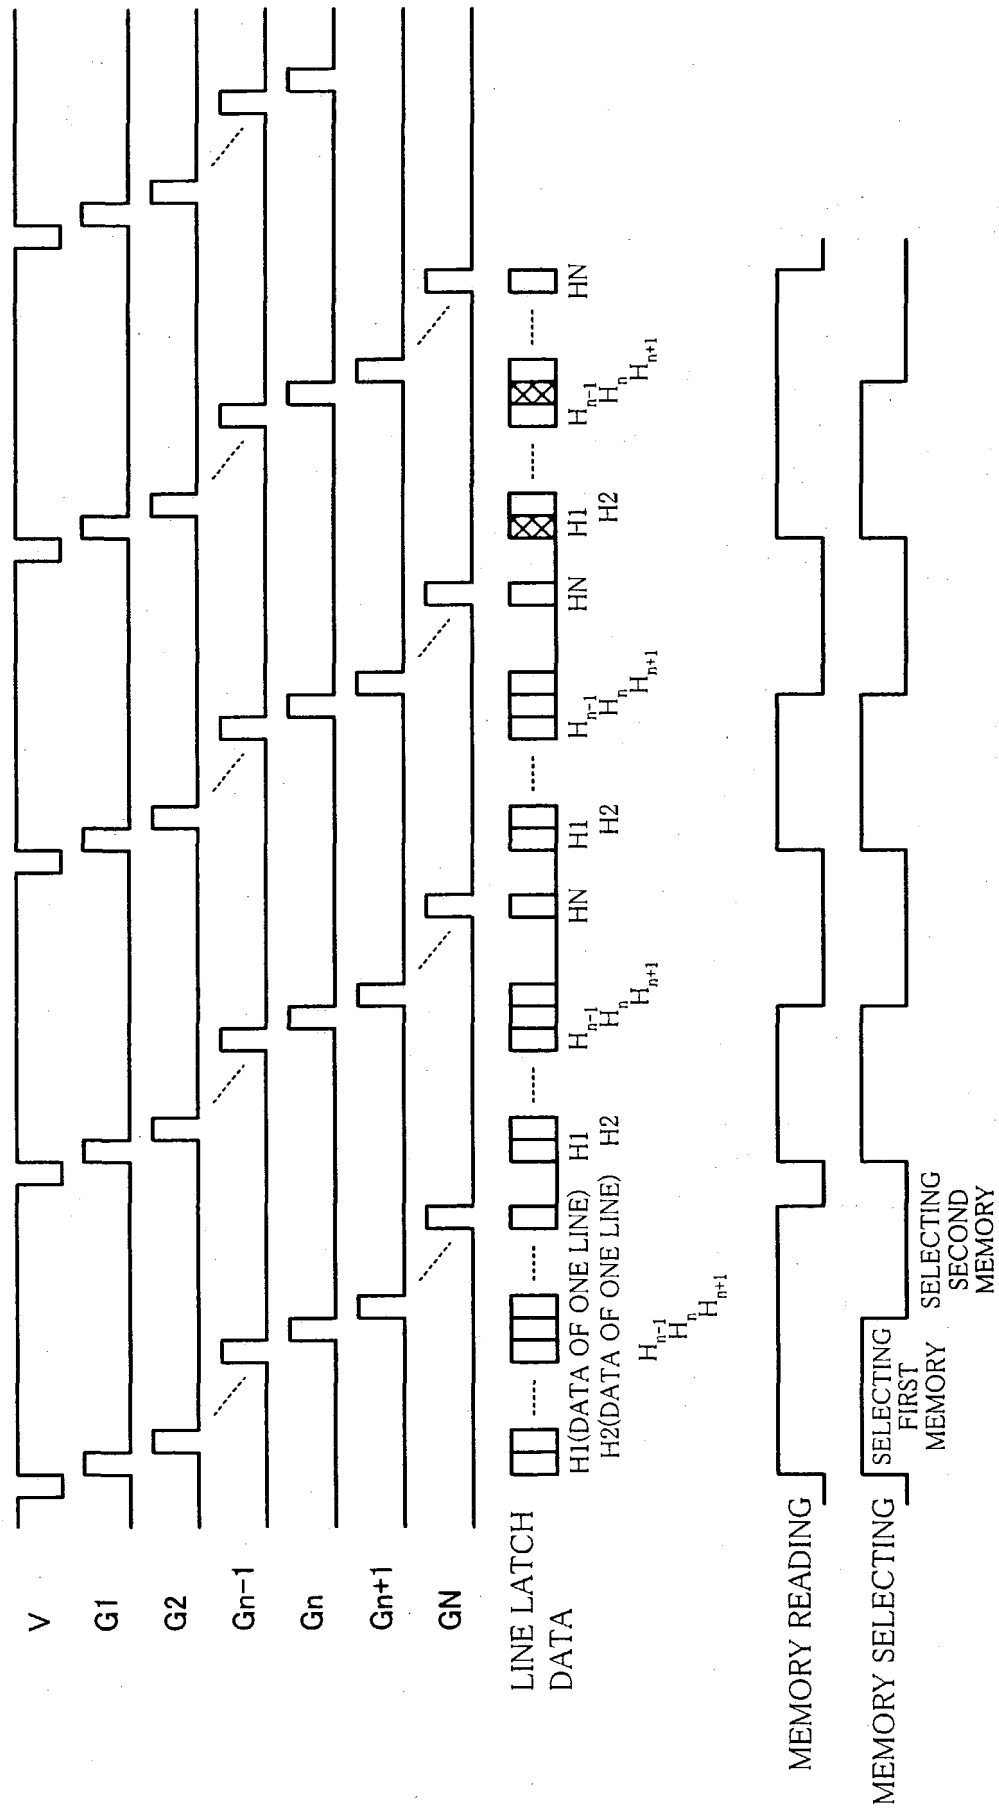 V
G1
G2
Gn-1
Gn
Gn+1
GN
LINE LATCH
DATA
H1(DATA OF ONE LINE)
H2(DATA OF ONE LINE)
Hn-1
Hn
Hn+1
H1
H2
Hn-1
Hn
Hn+1
HN
H1
H2
Hn-1
Hn
Hn+1
HN
H1
H2
Hn-1
Hn
Hn+1
HN
MEMORY READING
MEMORY SELECTING
SELECTING
FIRST
MEMORY
SELECTING
SECOND
MEMORY